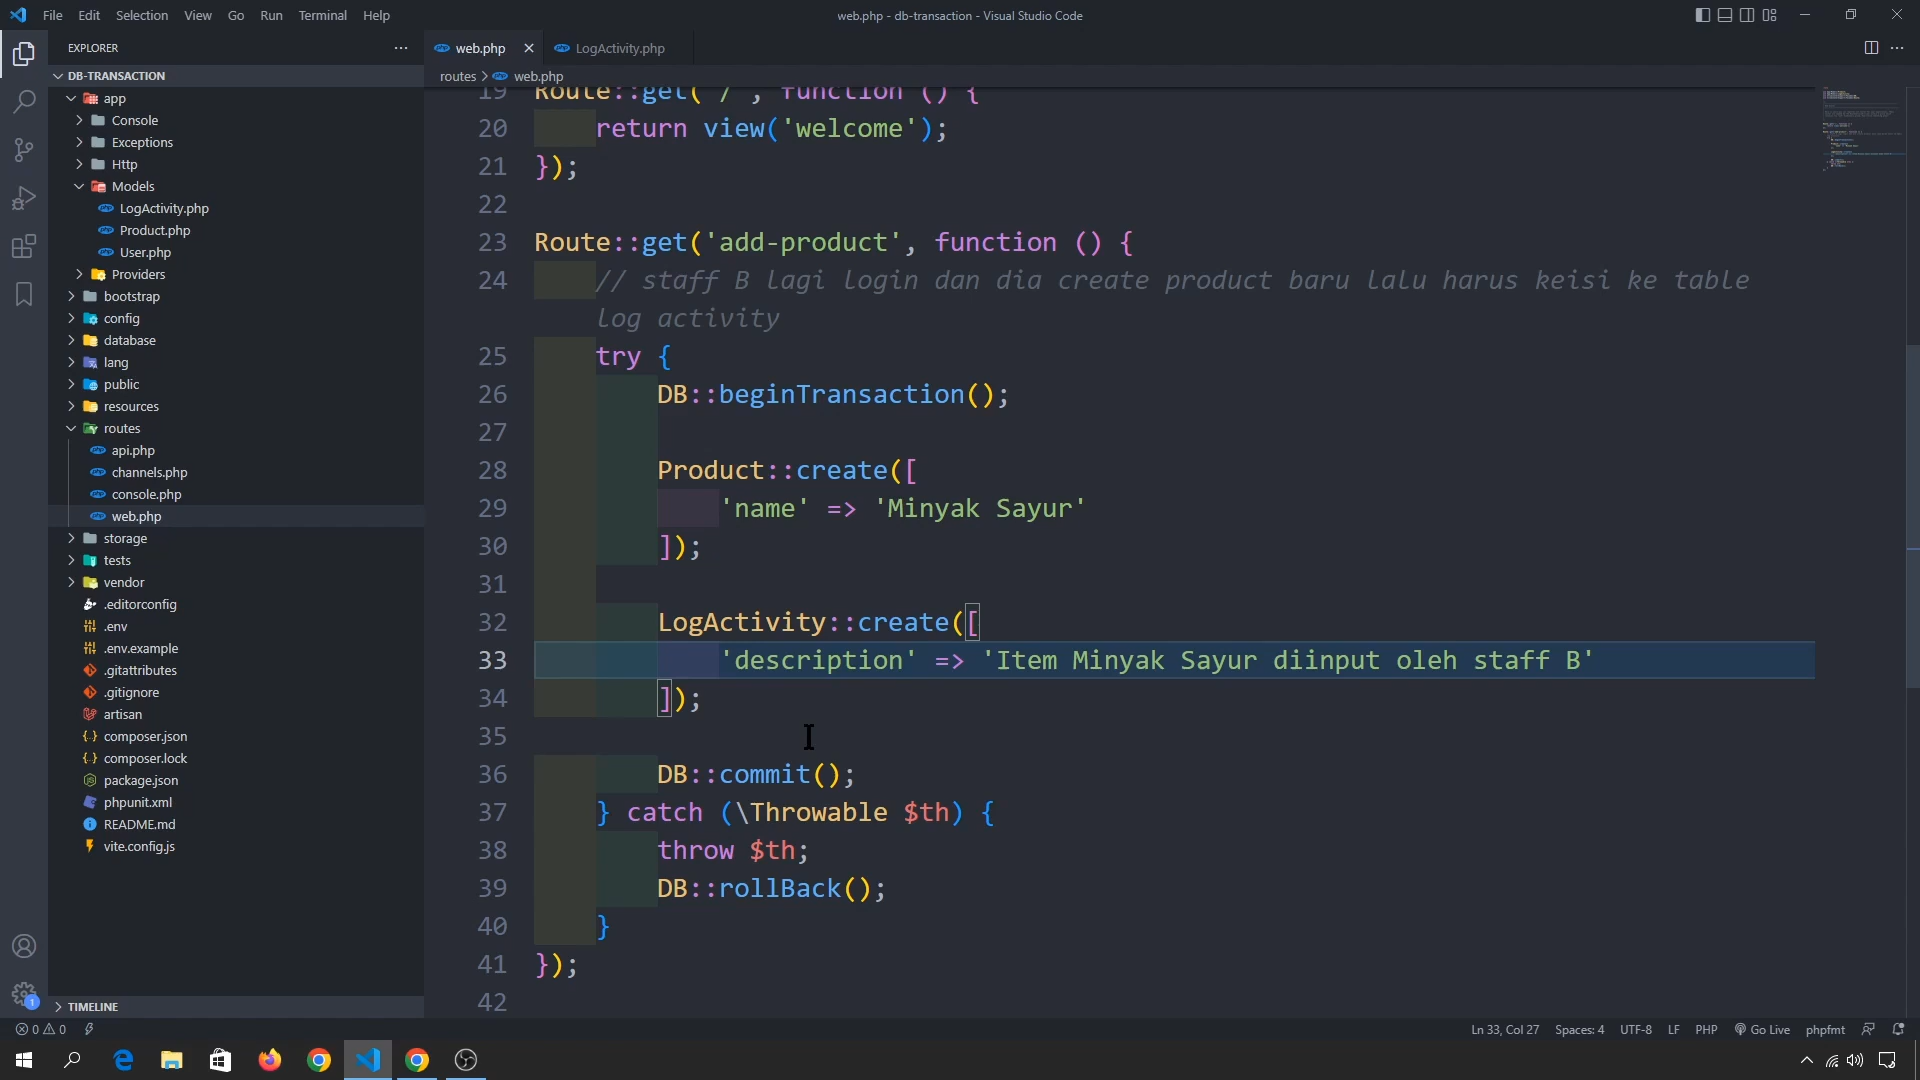 File Edit Selection View Go Run Terminal Help
web.php - db-transaction - Visual Studio Code
EXPLORER
DB-TRANSACTION
app
Console
Exceptions
Http
Models
LogActivity.php
Product.php
User.php
Providers
bootstrap
config
database
lang
public
resources
routes
api.php
channels.php
console.php
web.php
storage
tests
vendor
.editorconfig
.env
.env.example
.gitattributes
.gitignore
artisan
composer.json
composer.lock
package.json
phpunit.xml
README.md
vite.config.js
TIMELINE
web.php LogActivity.php
routes > web.php
19 Route::get('/', function () {
20 return view('welcome');
21 });
22
23 Route::get('add-product', function () {
24 // staff B lagi login dan dia create product baru lalu harus keisi ke table
log activity
25 try {
26 DB::beginTransaction();
27
28 Product::create([
29 'name' => 'Minyak Sayur'
30 ]);
31
32 LogActivity::create([
33 'description' => 'Item Minyak Sayur diinput oleh staff B'
34 ]);
35
36 DB::commit();
37 } catch (\Throwable $th) {
38 throw $th;
39 DB::rollBack();
40 }
41 });
42
0 0 Ln 33, Col 27 Spaces: 4 UTF-8 LF PHP Go Live phpfmt
1